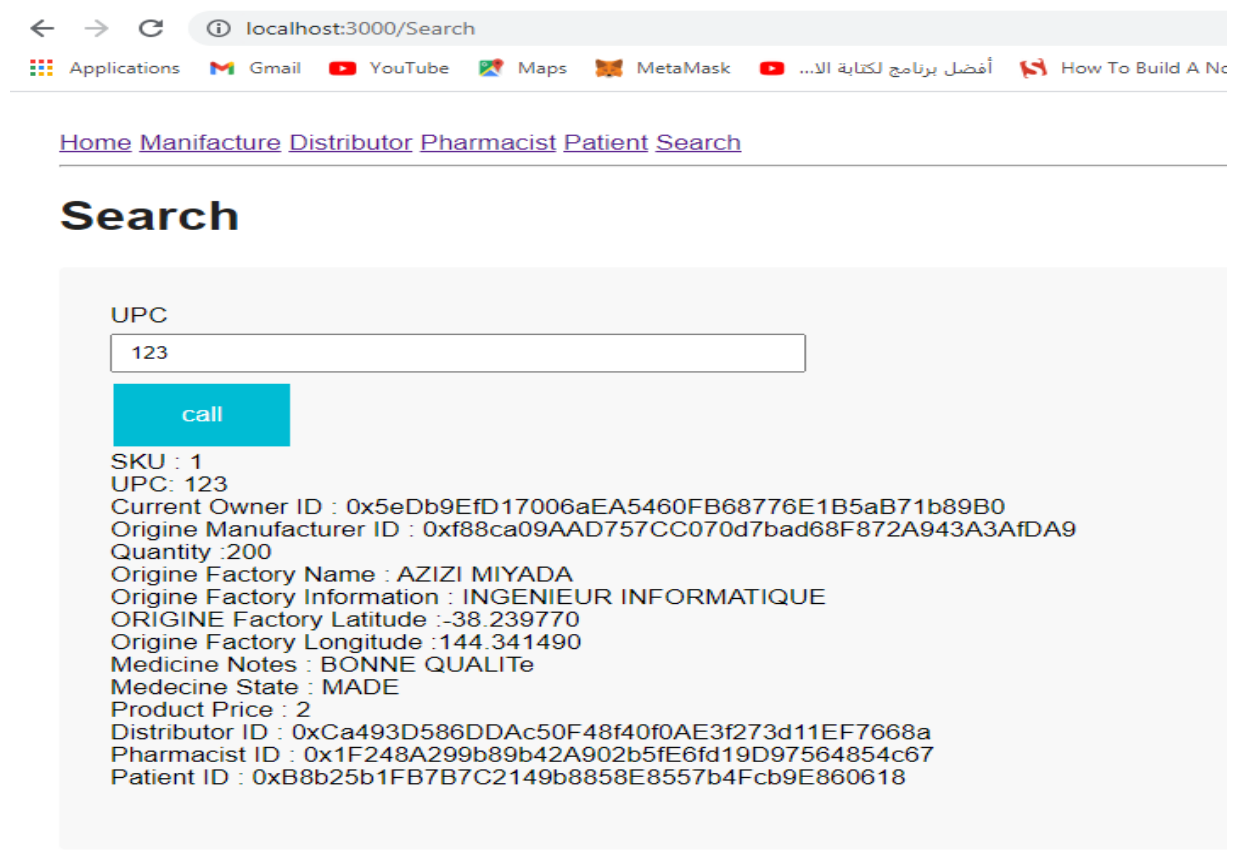 localhost:3000/Search
Applications Gmail YouTube Maps MetaMask أفضل برنامج لكتابة الا... How To Build A No
Home Manifacture Distributor Pharmacist Patient Search
Search
UPC
123
call
SKU : 1
UPC: 123
Current Owner ID : 0x5eDb9EfD17006aEA5460FB68776E1B5aB71b89B0
Origine Manufacturer ID : 0xf88ca09AAD757CC070d7bad68F872A943A3AfDA9
Quantity :200
Origine Factory Name : AZIZI MIYADA
Origine Factory Information : INGENIEUR INFORMATIQUE
ORIGINE Factory Latitude :-38.239770
Origine Factory Longitude :144.341490
Medicine Notes : BONNE QUALITe
Medecine State : MADE
Product Price : 2
Distributor ID : 0xCa493D586DDAc50F48f40f0AE3f273d11EF7668a
Pharmacist ID : 0x1F248A299b89b42A902b5fE6fd19D97564854c67
Patient ID : 0xB8b25b1FB7B7C2149b8858E8557b4Fcb9E860618